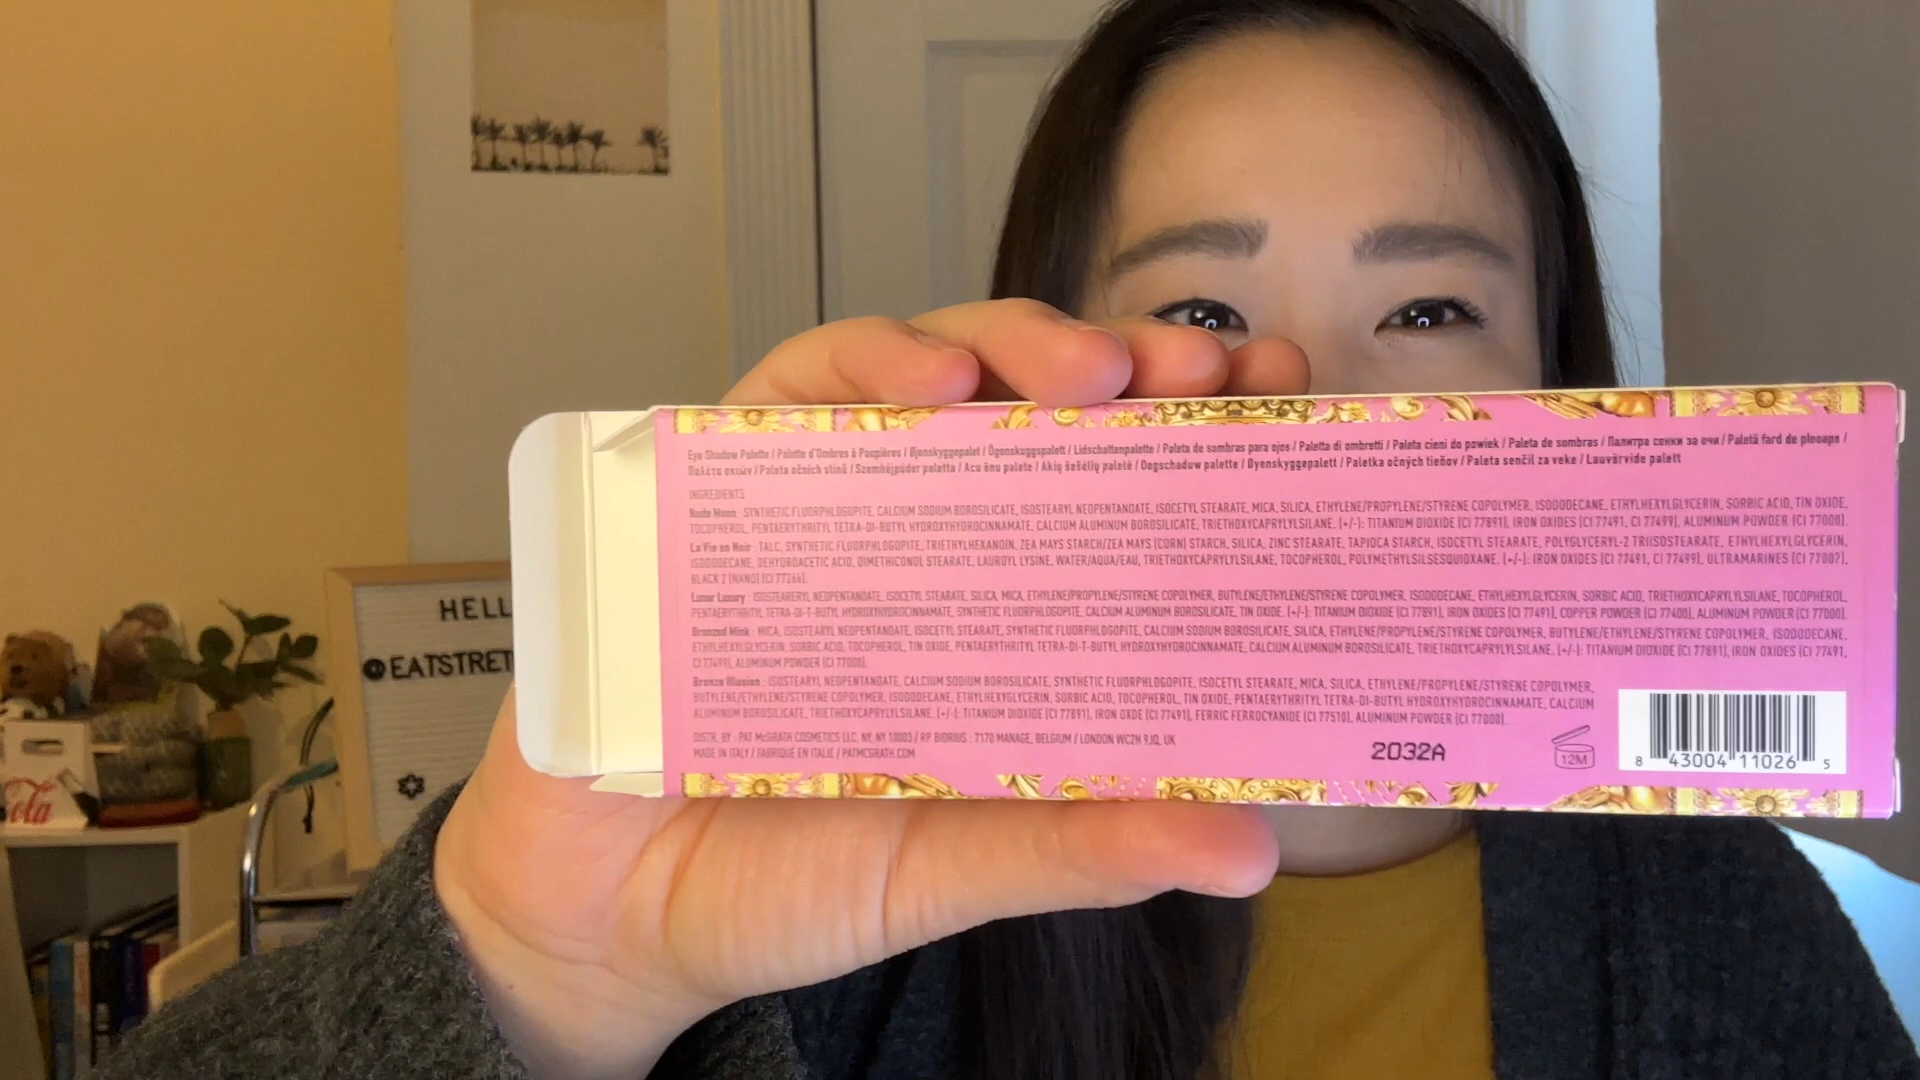 HELL
@EATSTRET
Cola
Eye Shadow Palette / Palette d'Ombres à Paupières / Øjenskyggepalet / Ögonskuggspalett / Lidschattenpalette / Paleta de sombras para ojos / Paletta di ombretti / Paleta cieni do powiek / Paleta de sombras / Палитра сенки за очи / Paletă fard de pleoape /
Παλέτα σκιών / Paleta očních stínů / Szemhéjpúder paletta / Acu ēnu palete / Akių šešėlių paletė / Oogschaduw palette / Øyenskyggepalett / Paletka očných tieňov / Paleta senčil za veke / Lauvärvide palett
INGREDIENTS
Nude Moon : SYNTHETIC FLUORPHLOGOPITE, CALCIUM SODIUM BOROSILICATE, ISOSTEARYL NEOPENTANOATE, ISOCETYL STEARATE, MICA, SILICA, ETHYLENE/PROPYLENE/STYRENE COPOLYMER, ISODODECANE, ETHYLHEXYLGLYCERIN, SORBIC ACID, TIN OXIDE,
TOCOPHEROL, PENTAERYTHRITYL TETRA-DI-BUTYL HYDROXYHYDROCINNAMATE, CALCIUM ALUMINUM BOROSILICATE, TRIETHOXYCAPRYLYLSILANE. (+/-): TITANIUM DIOXIDE (CI 77891), IRON OXIDES (CI 77491, CI 77499), ALUMINUM POWDER (CI 77000).
La Vie en Noir : TALC, SYNTHETIC FLUORPHLOGOPITE, TRIETHYLHEXANOIN, ZEA MAYS STARCH/ZEA MAYS (CORN) STARCH, SILICA, ZINC STEARATE, TAPIOCA STARCH, ISOCETYL STEARATE, POLYGLYCERYL-2 TRIISOSTEARATE, ETHYLHEXYLGLYCERIN,
ISODODECANE, DEHYDROACETIC ACID, DIMETHICONOL STEARATE, LAUROYL LYSINE, WATER/AQUA/EAU, TRIETHOXYCAPRYLYLSILANE, TOCOPHEROL, POLYMETHYLSILSESQUIOXANE. (+/-): IRON OXIDES (CI 77491, CI 77499), ULTRAMARINES (CI 77007),
BLACK 2 (NANO) (CI 77266).
Lunar Luxury : ISOSTEARYL NEOPENTANOATE, ISOCETYL STEARATE, SILICA, MICA, ETHYLENE/PROPYLENE/STYRENE COPOLYMER, BUTYLENE/ETHYLENE/STYRENE COPOLYMER, ISODODECANE, ETHYLHEXYLGLYCERIN, SORBIC ACID, TRIETHOXYCAPRYLYLSILANE, TOCOPHEROL,
PENTAERYTHRITYL TETRA-DI-T-BUTYL HYDROXYHYDROCINNAMATE, SYNTHETIC FLUORPHLOGOPITE, CALCIUM ALUMINUM BOROSILICATE, TIN OXIDE. (+/-): TITANIUM DIOXIDE (CI 77891), IRON OXIDES (CI 77491), COPPER POWDER (CI 77400), ALUMINUM POWDER (CI 77000).
Bronzed Mink : MICA, ISOSTEARYL NEOPENTANOATE, ISOCETYL STEARATE, SYNTHETIC FLUORPHLOGOPITE, CALCIUM SODIUM BOROSILICATE, SILICA, ETHYLENE/PROPYLENE/STYRENE COPOLYMER, BUTYLENE/ETHYLENE/STYRENE COPOLYMER, ISODODECANE,
ETHYLHEXYLGLYCERIN, SORBIC ACID, TOCOPHEROL, TIN OXIDE, PENTAERYTHRITYL TETRA-DI-T-BUTYL HYDROXYHYDROCINNAMATE, CALCIUM ALUMINUM BOROSILICATE, TRIETHOXYCAPRYLYLSILANE. (+/-): TITANIUM DIOXIDE (CI 77891), IRON OXIDES (CI 77491,
CI 77499), ALUMINUM POWDER (CI 77000).
Bronze Illusion : ISOSTEARYL NEOPENTANOATE, CALCIUM SODIUM BOROSILICATE, SYNTHETIC FLUORPHLOGOPITE, ISOCETYL STEARATE, MICA, SILICA, ETHYLENE/PROPYLENE/STYRENE COPOLYMER,
BUTYLENE/ETHYLENE/STYRENE COPOLYMER, ISODODECANE, ETHYLHEXYLGLYCERIN, SORBIC ACID, TOCOPHEROL, TIN OXIDE, PENTAERYTHRITYL TETRA-DI-T-BUTYL HYDROXYHYDROCINNAMATE, CALCIUM
ALUMINUM BOROSILICATE, TRIETHOXYCAPRYLYLSILANE. (+/-): TITANIUM DIOXIDE (CI 77891), IRON OXIDE (CI 77491), FERRIC FERROCYANIDE (CI 77510), ALUMINUM POWDER (CI 77000).
DISTR. BY : PAT McGRATH COSMETICS LLC, NY, NY 10003 / RP BIORIUS : 7170 MANAGE, BELGIUM / LONDON WC2H 9JQ, UK
MADE IN ITALY / FABRIQUÉ EN ITALIE / PATMCGRATH.COM
2032A
12M
8 43004 11026 5